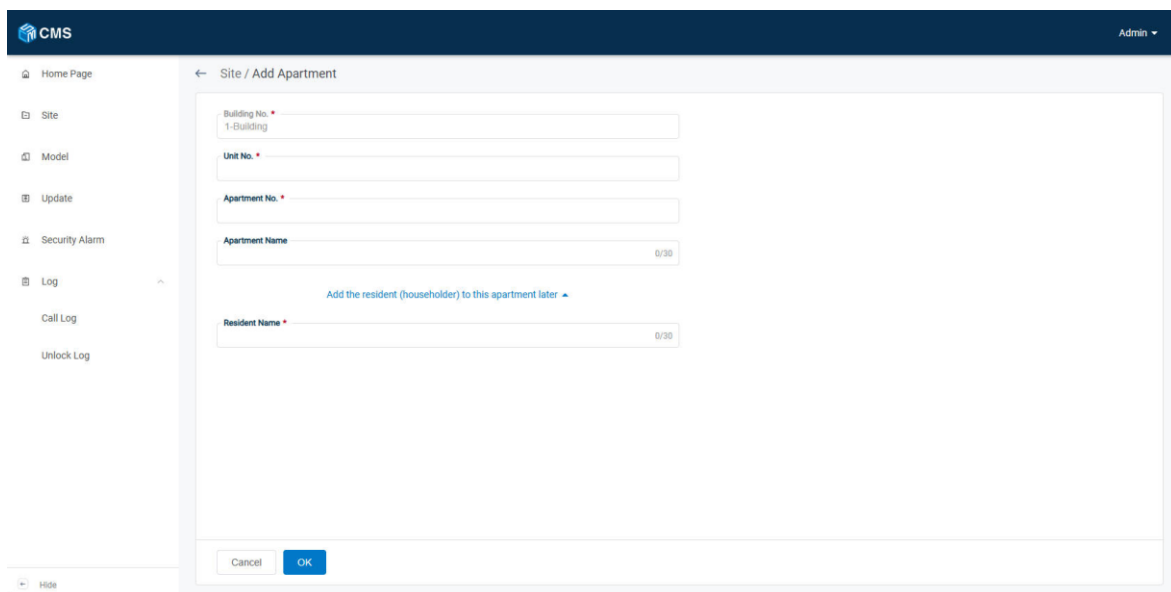 CMS
Admin
Home Page
Site
Model
Update
Security Alarm
Log
Call Log
Unlock Log
Hide
Site / Add Apartment
Building No. *
1-Building
Unit No. *
Apartment No. *
Apartment Name
0/30
Add the resident (householder) to this apartment later
Resident Name *
0/30
Cancel
OK